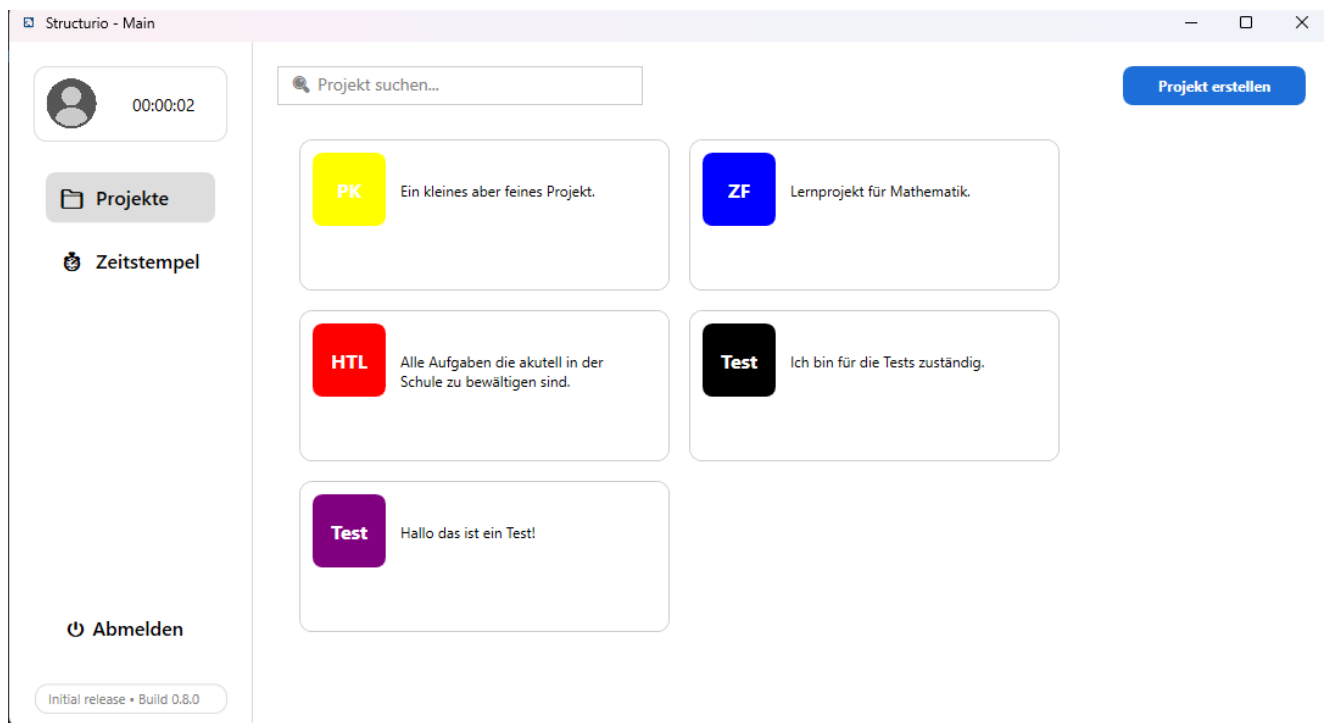 Structurio - Main
00:00:02
Projekte
Zeitstempel
Abmelden
Initial release • Build 0.8.0
Projekt suchen...
Projekt erstellen
PK
Ein kleines aber feines Projekt.
ZF
Lernprojekt für Mathematik.
HTL
Alle Aufgaben die akutell in der
Schule zu bewältigen sind.
Test
Ich bin für die Tests zuständig.
Test
Hallo das ist ein Test!